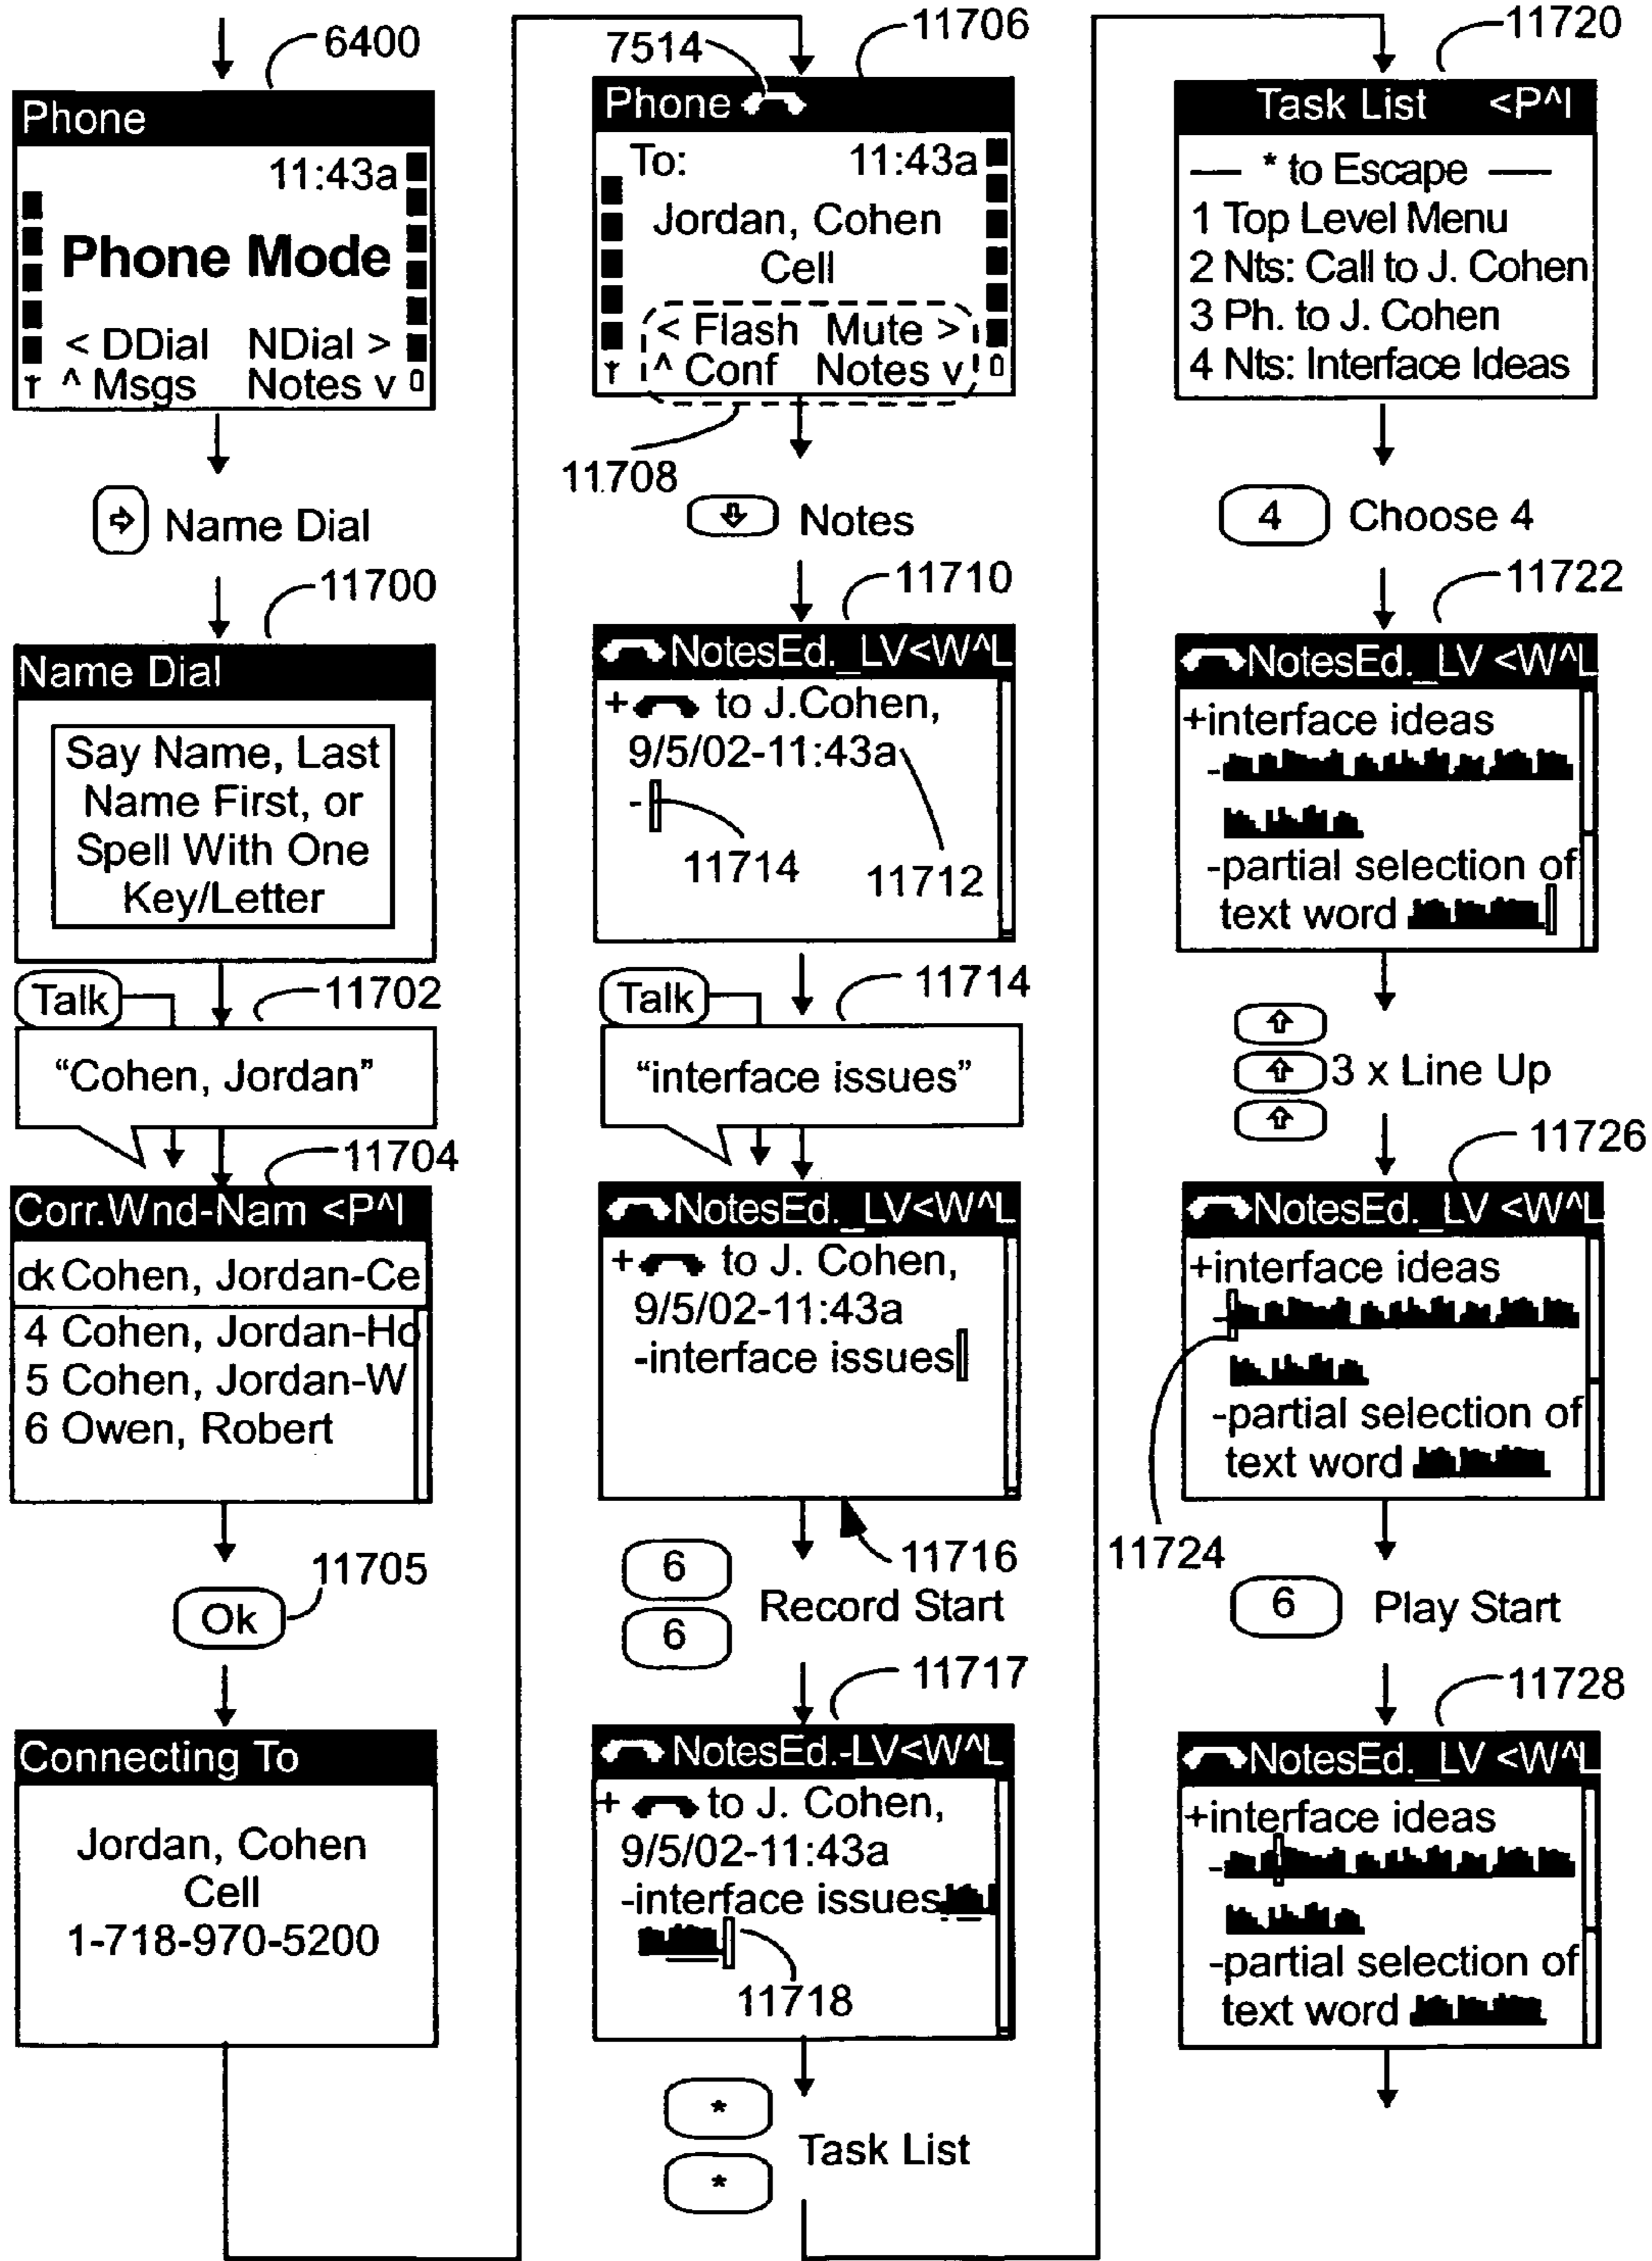 6400
Phone
11:43a
Phone Mode
< DDial NDial >
^ Msgs Notes v
Name Dial
11700
Name Dial
Say Name, Last
Name First, or
Spell With One
Key/Letter
Talk
11702
“Cohen, Jordan”
11704
Corr.Wnd-Nam <P^I
dk Cohen, Jordan-Ce
4 Cohen, Jordan-Ho
5 Cohen, Jordan-W
6 Owen, Robert
11705
Ok
Connecting To
Jordan, Cohen
Cell
1-718-970-5200
7514
11706
Phone
To: 11:43a
Jordan, Cohen
Cell
< Flash Mute >
^ Conf Notes v
11708
Notes
11710
NotesEd._LV<W^L
+ to J.Cohen,
9/5/02-11:43a
-
11714
11712
Talk
11714
“interface issues”
NotesEd._LV<W^L
+ to J. Cohen,
9/5/02-11:43a
-interface issues
11716
6
6
Record Start
11717
NotesEd.-LV<W^L
+ to J. Cohen,
9/5/02-11:43a
-interface issues
11718
*
*
Task List
11720
Task List <P^I
— * to Escape —
1 Top Level Menu
2 Nts: Call to J. Cohen
3 Ph. to J. Cohen
4 Nts: Interface Ideas
4 Choose 4
11722
NotesEd._LV <W^L
+interface ideas
-
-partial selection of
text word
3 x Line Up
11726
NotesEd._LV <W^L
+interface ideas
-
-partial selection of
text word
11724
6 Play Start
11728
NotesEd._LV <W^L
+interface ideas
-
-partial selection of
text word